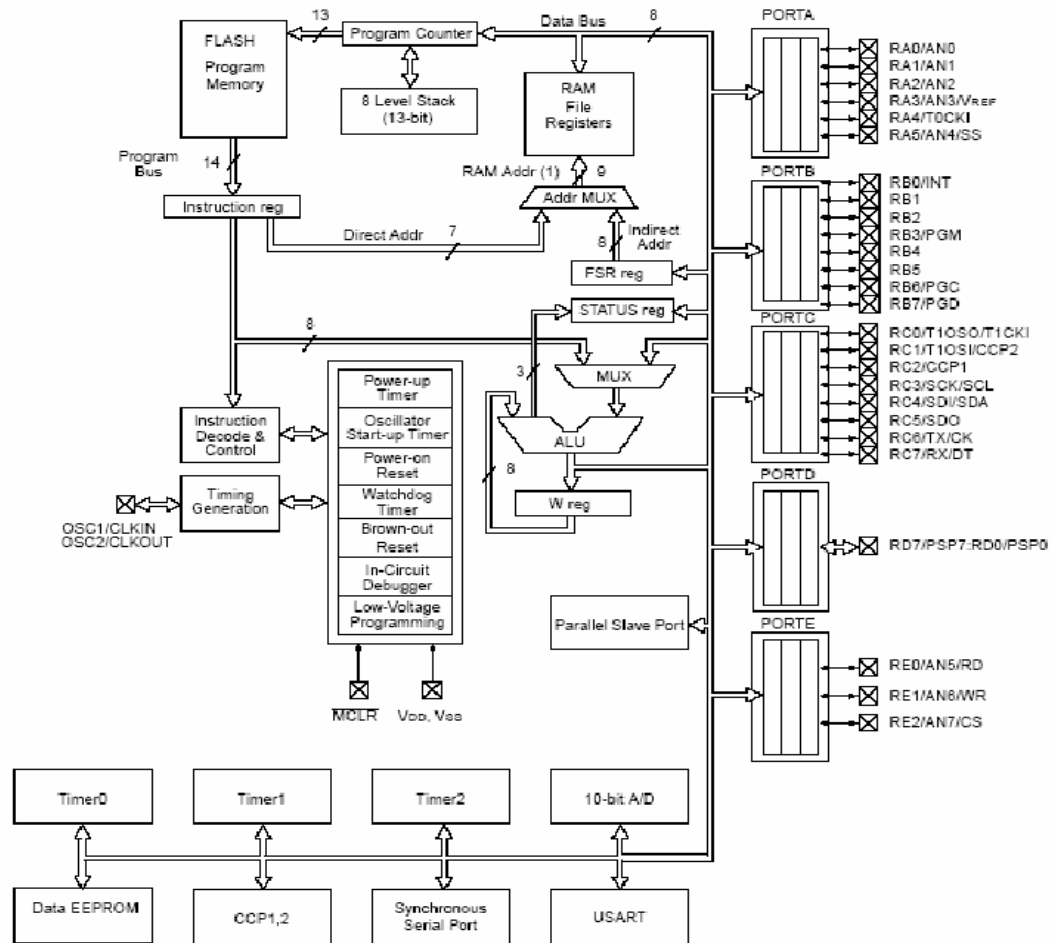 13
FLASH
Program
Memory
Program Counter
8 Level Stack
(13-bit)
Data Bus
8
RAM
File
Registers
Program
Bus
14
Instruction reg
RAM Addr (1)
9
Addr MUX
Direct Addr
7
8
Indirect
Addr
FSR reg
STATUS reg
8
3
MUX
ALU
8
W reg
Instruction
Decode &
Control
Timing
Generation
OSC1/CLKIN
OSC2/CLKOUT
Power-up
Timer
Oscillator
Start-up Timer
Power-on
Reset
Watchdog
Timer
Brown-out
Reset
In-Circuit
Debugger
Low-Voltage
Programming
MCLR
VDD, VSS
Parallel Slave Port
PORTA
RA0/AN0
RA1/AN1
RA2/AN2
RA3/AN3/VREF
RA4/T0CKI
RA5/AN4/SS
PORTB
RB0/INT
RB1
RB2
RB3/PGM
RB4
RB5
RB6/PGC
RB7/PGD
PORTC
RC0/T1OSO/T1CKI
RC1/T1OSI/CCP2
RC2/CCP1
RC3/SCK/SCL
RC4/SDI/SDA
RC5/SDO
RC6/TX/CK
RC7/RX/DT
PORTD
RD7/PSP7:RD0/PSP0
PORTE
RE0/AN5/RD
RE1/AN6/WR
RE2/AN7/CS
Timer0
Timer1
Timer2
10-bit A/D
Data EEPROM
CCP1,2
Synchronous
Serial Port
USART